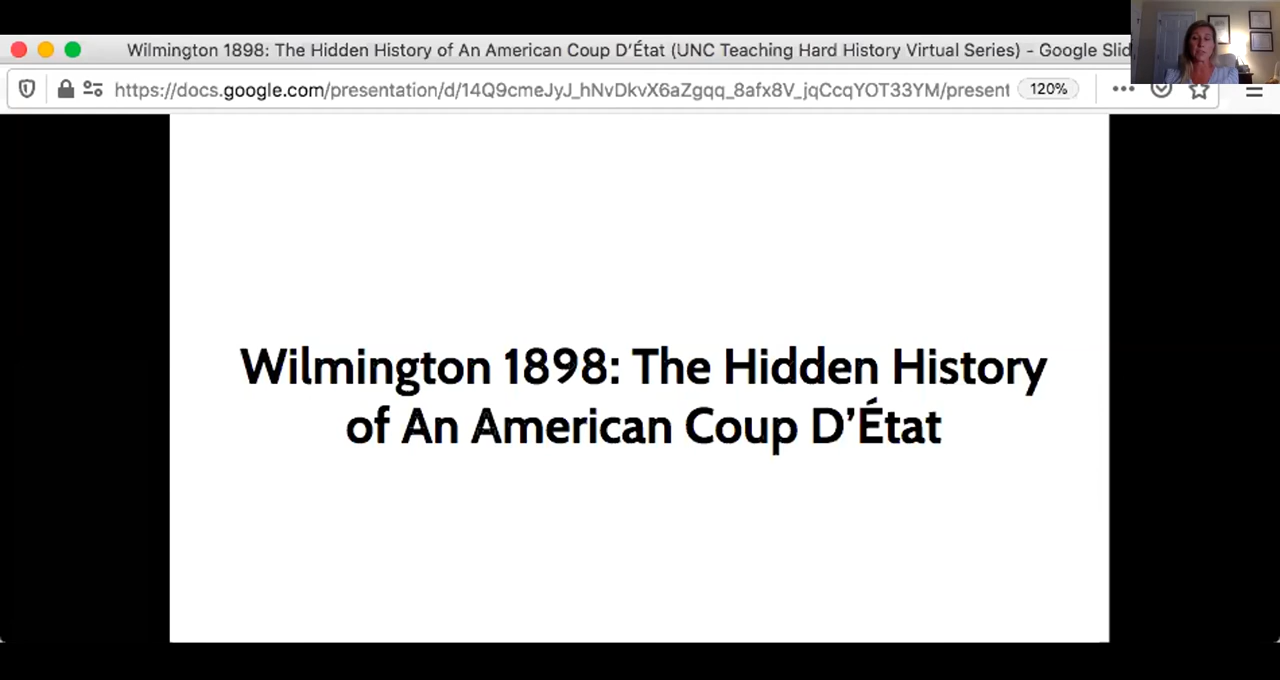 Wilmington 1898: The Hidden History of An American Coup D'État (UNC Teaching Hard History Virtual Series) - Google Slid
https://docs.google.com/presentation/d/14Q9cmeJyJ_hNvDkvX6aZgqq_8afx8V_jqCcqYOT33YM/present 120%
Wilmington 1898: The Hidden History
of An American Coup D’État